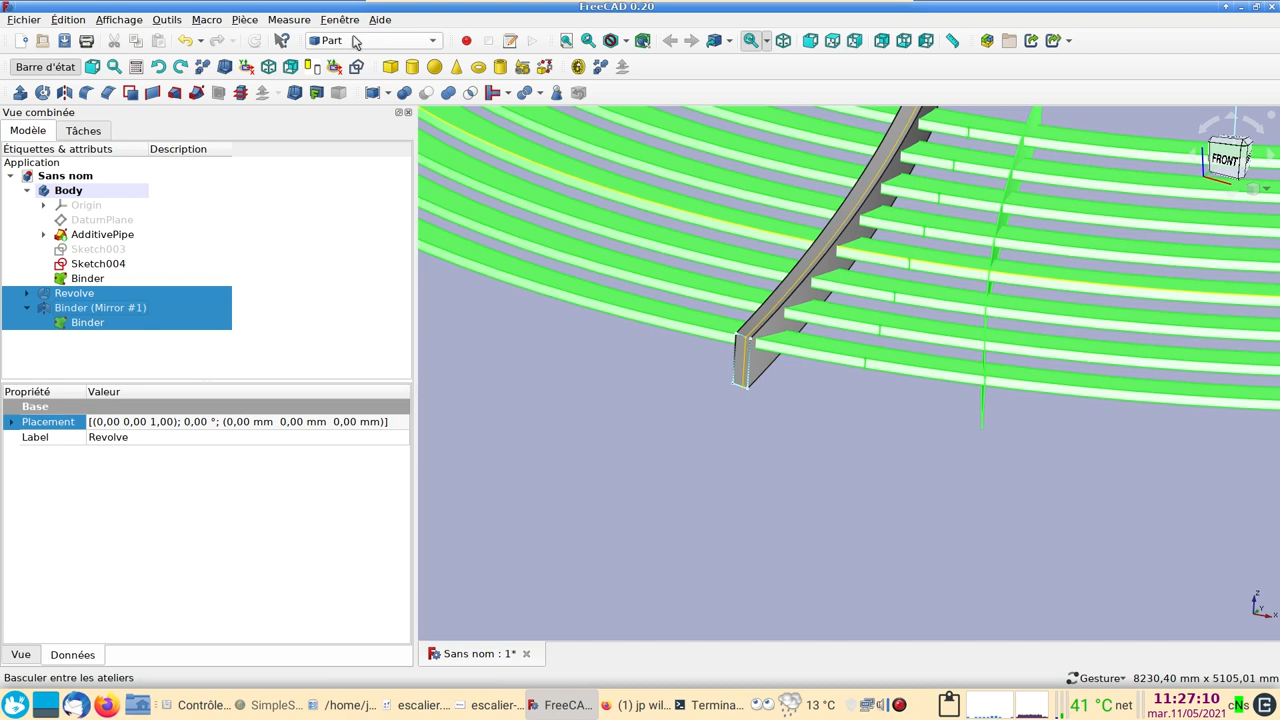 FreeCAD 0.20
Fichier Édition Affichage Outils Macro Pièce Mesure Fenêtre Aide
Part
Barre d'état
Vue combinée
Modèle Tâches
Étiquettes & attributs Description
Application
Sans nom
Body
Origin
DatumPlane
AdditivePipe
Sketch003
Sketch004
Binder
Revolve
Binder (Mirror #1)
Binder
FRONT
Propriété Valeur
Base
Placement [(0,00 0,00 1,00); 0,00 °; (0,00 mm 0,00 mm 0,00 mm)]
Label Revolve
Z
Y
X
Vue Données
Sans nom : 1*
Basculer entre les ateliers
Gesture 8230,40 mm x 5105,01 mm
Contrôle... SimpleS... /home/j... escalier.... escalier-... FreeCA... (1) jp wil... Termina... 13 °C 41 °C net
11:27:10
mar.11/05/2021